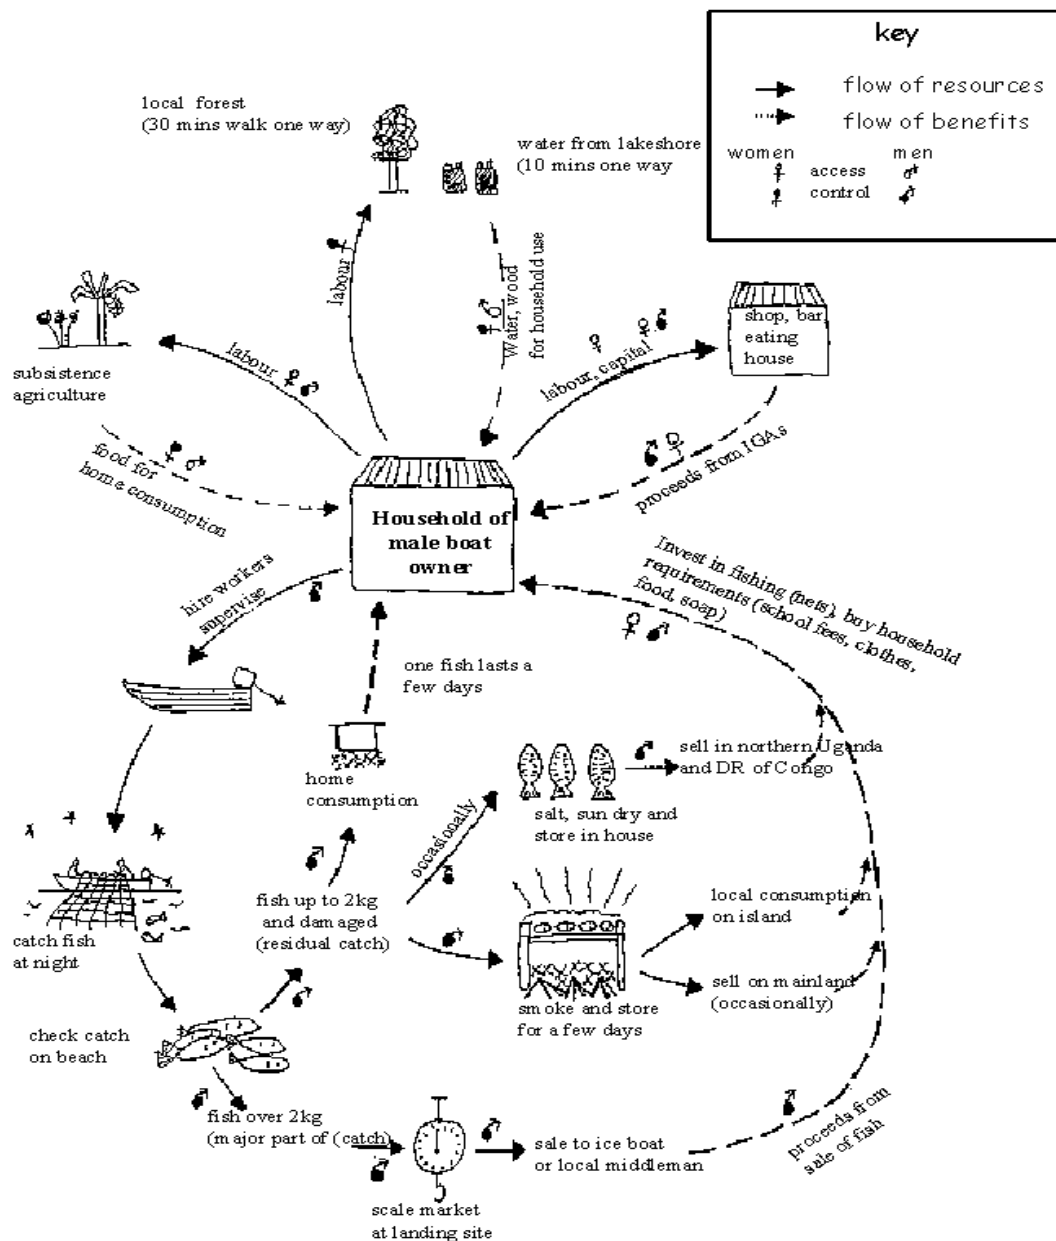 key
flow of resources
flow of benefits
women
men
access
control
local forest
(30 mins walk one way)
water from lakeshore
(10 mins one way
labour
Water, wood
for household use
shop, bar,
eating
house
labour, capital
labour
subsistence
agriculture
food for
home consumption
proceeds from IGAs
Household of
male boat
owner
Invest in fishing (nets), buy household
requirements (school fees, clothes,
food, soap)
hire workers
supervise
one fish lasts a
few days
home
consumption
sell in northern Uganda
and DR of Congo
salt, sun dry and
store in house
occasionally
fish up to 2kg
and damaged
(residual catch)
local consumption
on island
catch fish
at night
sell on mainland
(occasionally)
smoke and store
for a few days
check catch
on beach
fish over 2kg
(major part of (catch)
sale to ice boat
or local middleman
proceeds from
sale of fish
scale market
at landing site